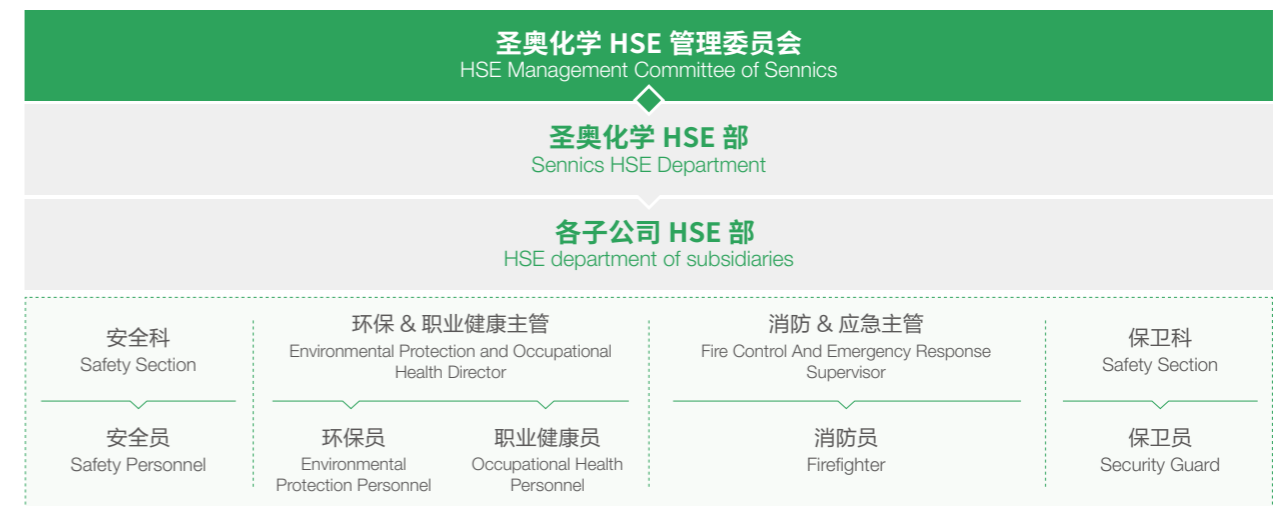 圣奥化学 HSE 管理委员会
HSE Management Committee of Sennics
圣奥化学 HSE 部
Sennics HSE Department
各子公司 HSE 部
HSE department of subsidiaries
安全科
Safety Section
环保 & 职业健康主管
Environmental Protection and Occupational
Health Director
消防 & 应急主管
Fire Control And Emergency Response
Supervisor
保卫科
Safety Section
安全员
Safety Personnel
环保员
Environmental
Protection Personnel
职业健康员
Occupational Health
Personnel
消防员
Firefighter
保卫员
Security Guard